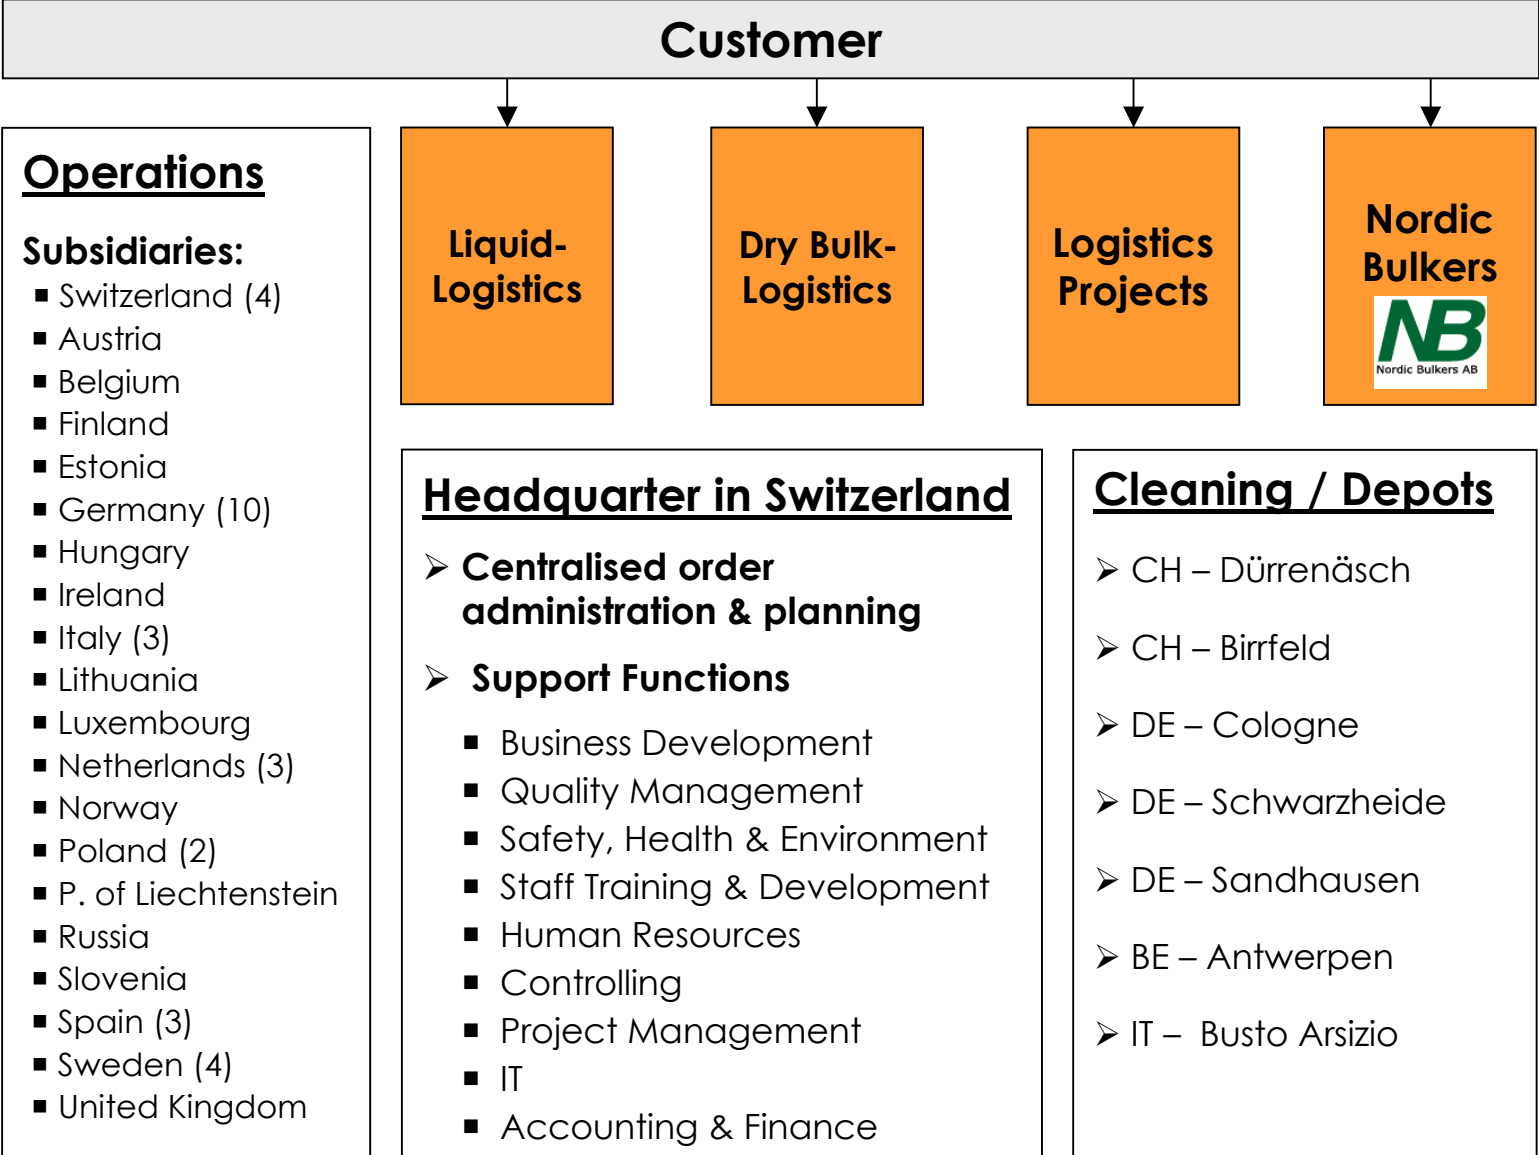 Customer
Operations
Subsidiaries:
▪ Switzerland (4)
▪ Austria
▪ Belgium
▪ Finland
▪ Estonia
▪ Germany (10)
▪ Hungary
▪ Ireland
▪ Italy (3)
▪ Lithuania
▪ Luxembourg
▪ Netherlands (3)
▪ Norway
▪ Poland (2)
▪ P. of Liechtenstein
▪ Russia
▪ Slovenia
▪ Spain (3)
▪ Sweden (4)
▪ United Kingdom
Liquid-
Logistics
Dry Bulk-
Logistics
Logistics
Projects
Nordic
Bulkers
NB
Nordic Bulkers AB
Headquarter in Switzerland
➢ Centralised order
administration & planning
➢ Support Functions
▪ Business Development
▪ Quality Management
▪ Safety, Health & Environment
▪ Staff Training & Development
▪ Human Resources
▪ Controlling
▪ Project Management
▪ IT
▪ Accounting & Finance
Cleaning / Depots
➢ CH – Dürrenäsch
➢ CH – Birrfeld
➢ DE – Cologne
➢ DE – Schwarzheide
➢ DE – Sandhausen
➢ BE – Antwerpen
➢ IT – Busto Arsizio